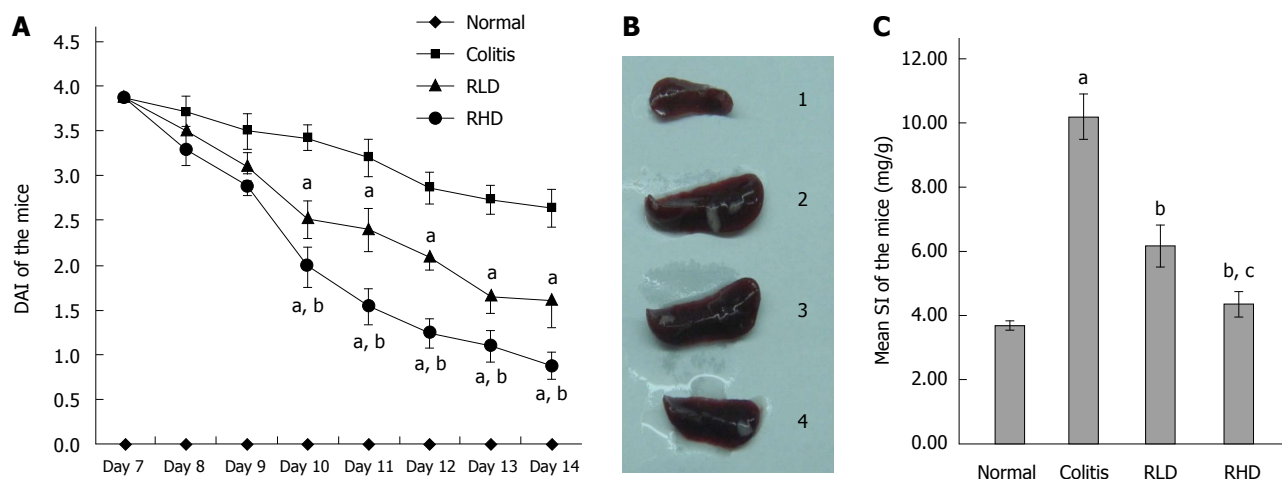 A
DAI of the mice
4.5
4.0
3.5
3.0
2.5
2.0
1.5
1.0
0.5
0.0
Normal
Colitis
RLD
RHD
a
a
a
a
a
a, b
a, b
a, b
a, b
a, b
Day 7 Day 8 Day 9 Day 10 Day 11 Day 12 Day 13 Day 14
B
1
2
3
4
C
Mean SI of the mice (mg/g)
12.00
10.00
8.00
6.00
4.00
2.00
0.00
a
b
b, c
Normal Colitis RLD RHD